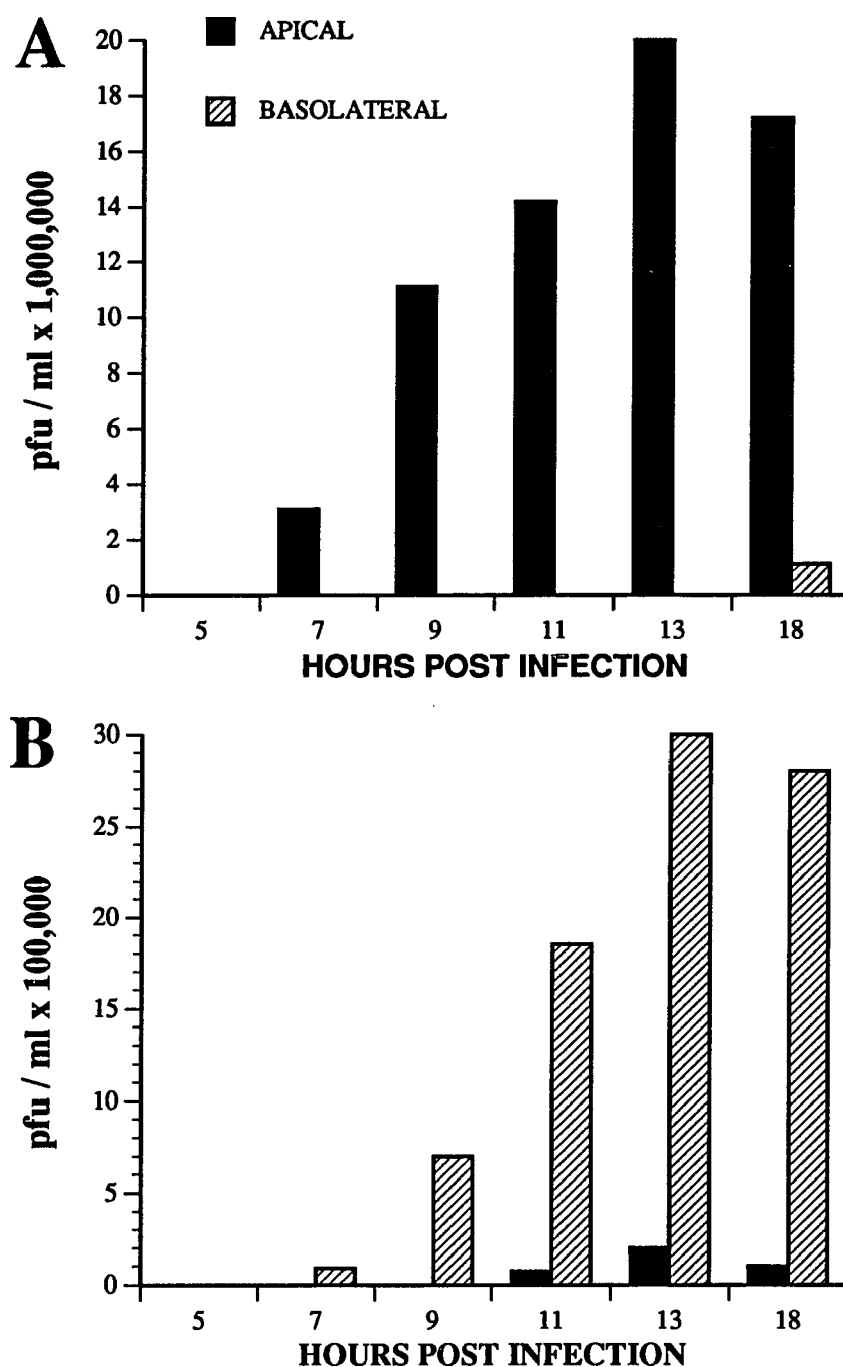 A
APICAL
BASOLATERAL
pfu / ml x 1,000,000
20
18
16
14
12
10
8
6
4
2
0
5 7 9 11 13 18
HOURS POST INFECTION
B
pfu / ml x 100,000
30
25
20
15
10
5
0
5 7 9 11 13 18
HOURS POST INFECTION